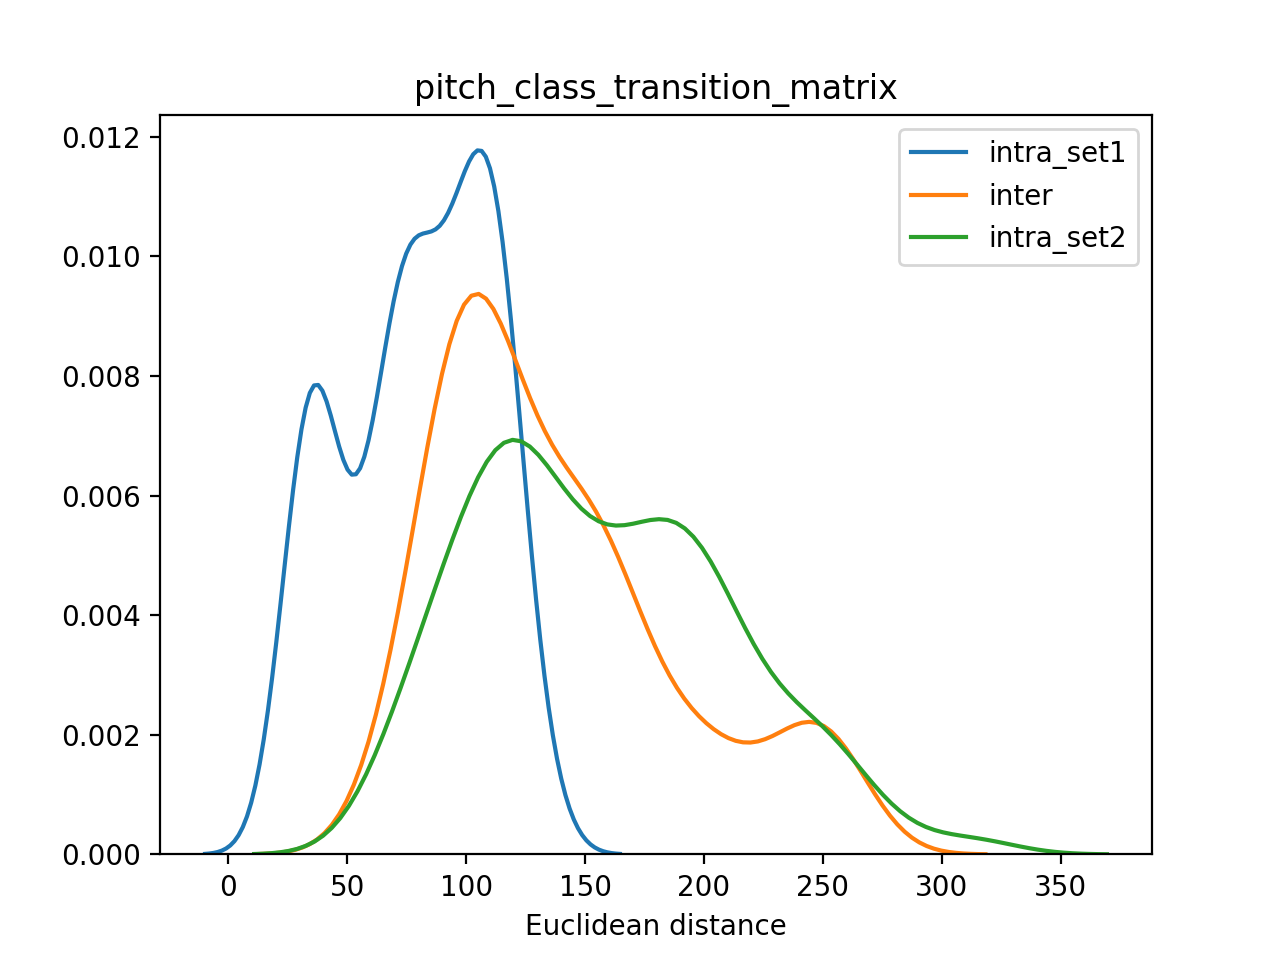 pitch_class_transition_matrix
intra_set1
inter
intra_set2
0.012
0.010
0.008
0.006
0.004
0.002
0.000
0 50 100 150 200 250 300 350
Euclidean distance